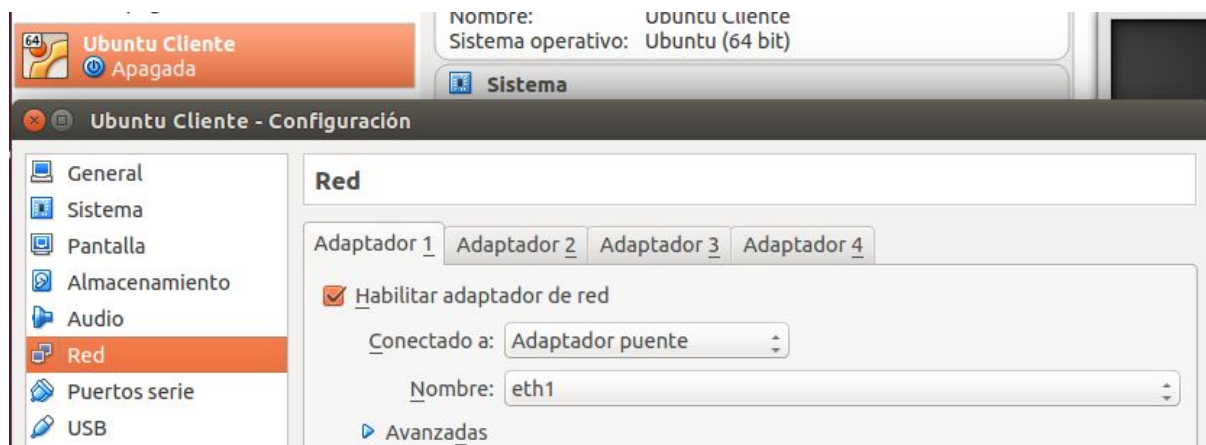 Nombre: Ubuntu Cliente
64 Ubuntu Cliente
Sistema operativo: Ubuntu (64 bit)
Apagada
Sistema
Ubuntu Cliente - Configuración
General
Red
Sistema
Pantalla
Adaptador 1 Adaptador 2 Adaptador 3 Adaptador 4
Almacenamiento
Habilitar adaptador de red
Audio
Conectado a: Adaptador puente
Red
Puertos serie
Nombre: eth1
USB
Avanzadas